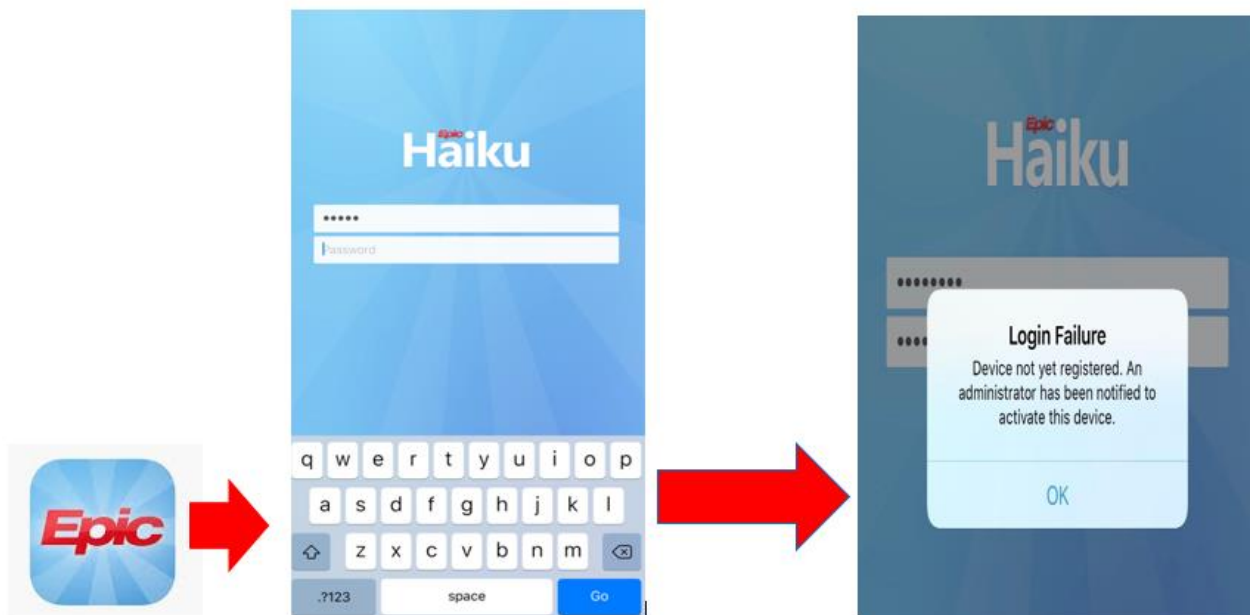 Epic
Epic
Haiku
•••••
Password
q w e r t y u i o p
a s d f g h j k l
z x c v b n m
.?123 space Go
Epic
Haiku
••••••••
••••
Login Failure
Device not yet registered. An
administrator has been notified to
activate this device.
OK